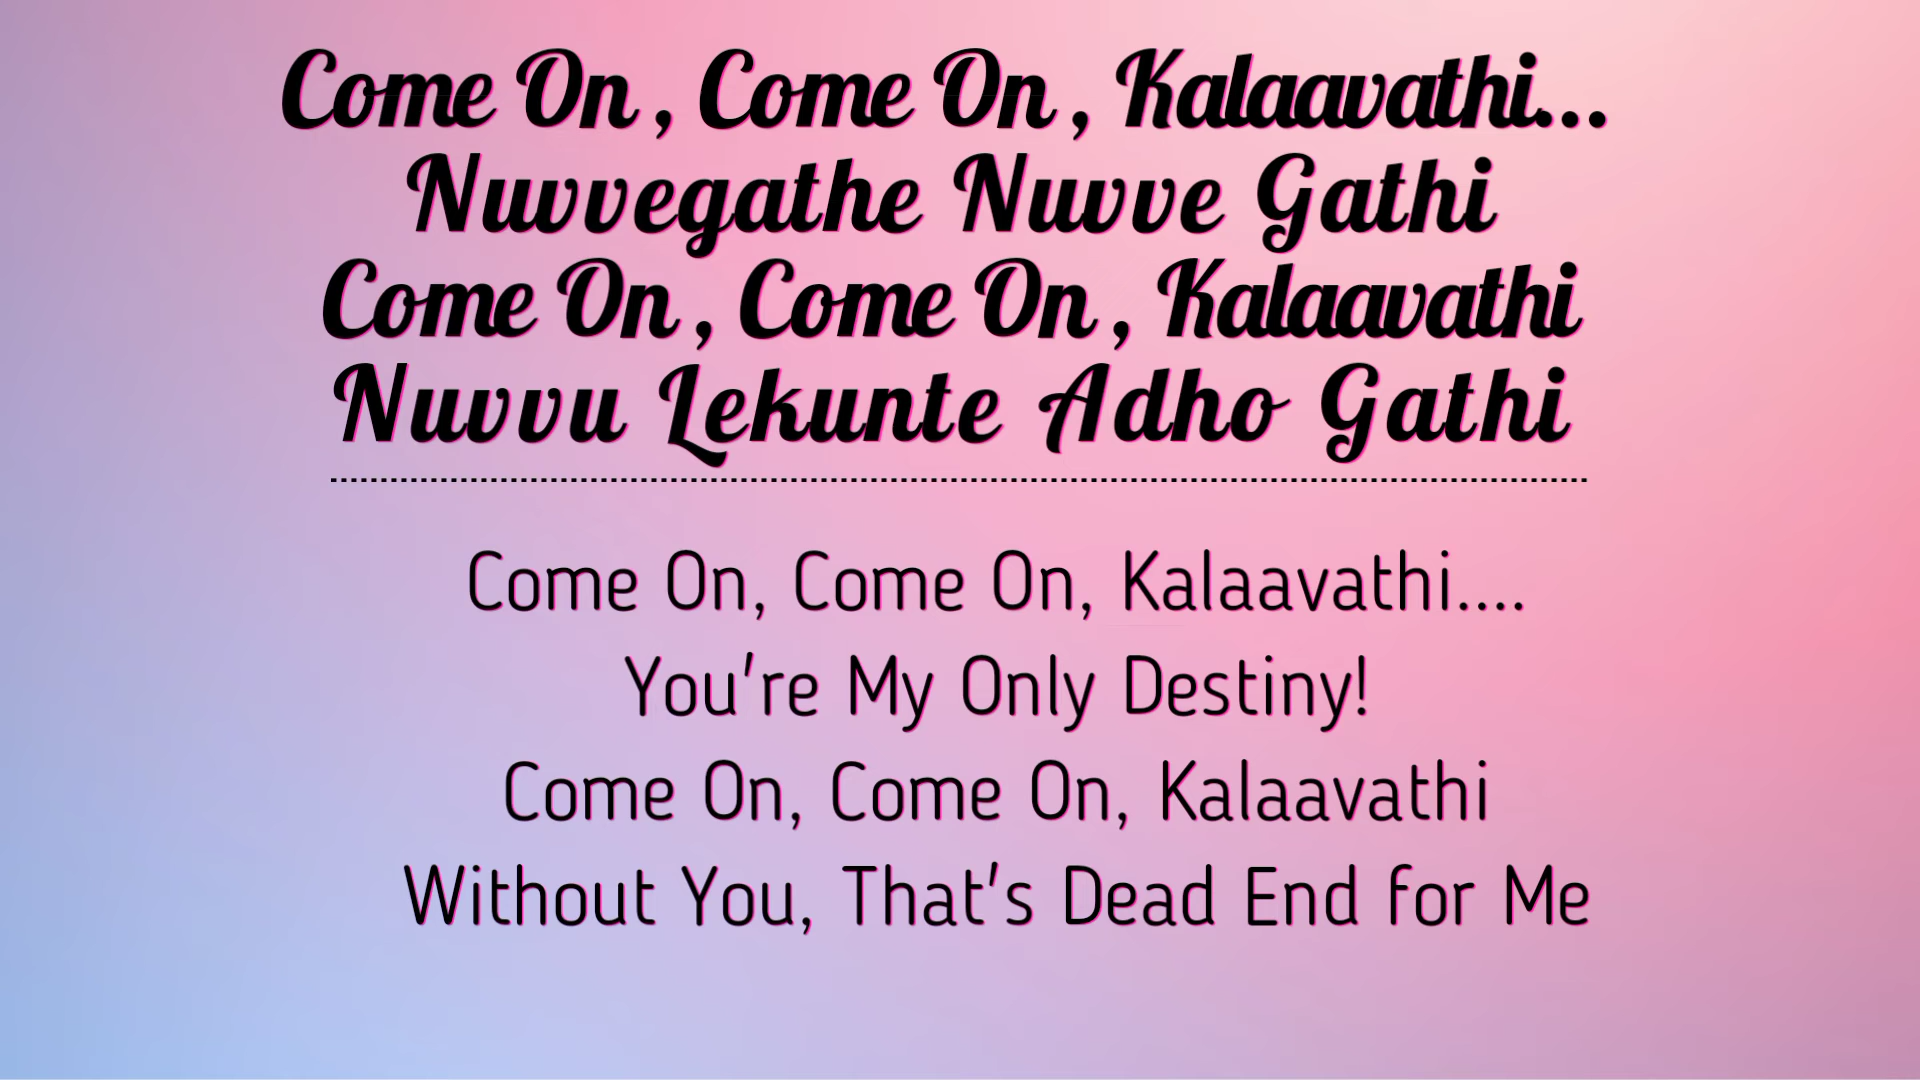 Come On, Come On, Kalaavathi...
Nuvvegathe Nuvve Gathi
Come On, Come On, Kalaavathi
Nuvvu Lekunte Adho Gathi
Come On, Come On, Kalaavathi....
You're My Only Destiny!
Come On, Come On, Kalaavathi
Without You, That's Dead End for Me